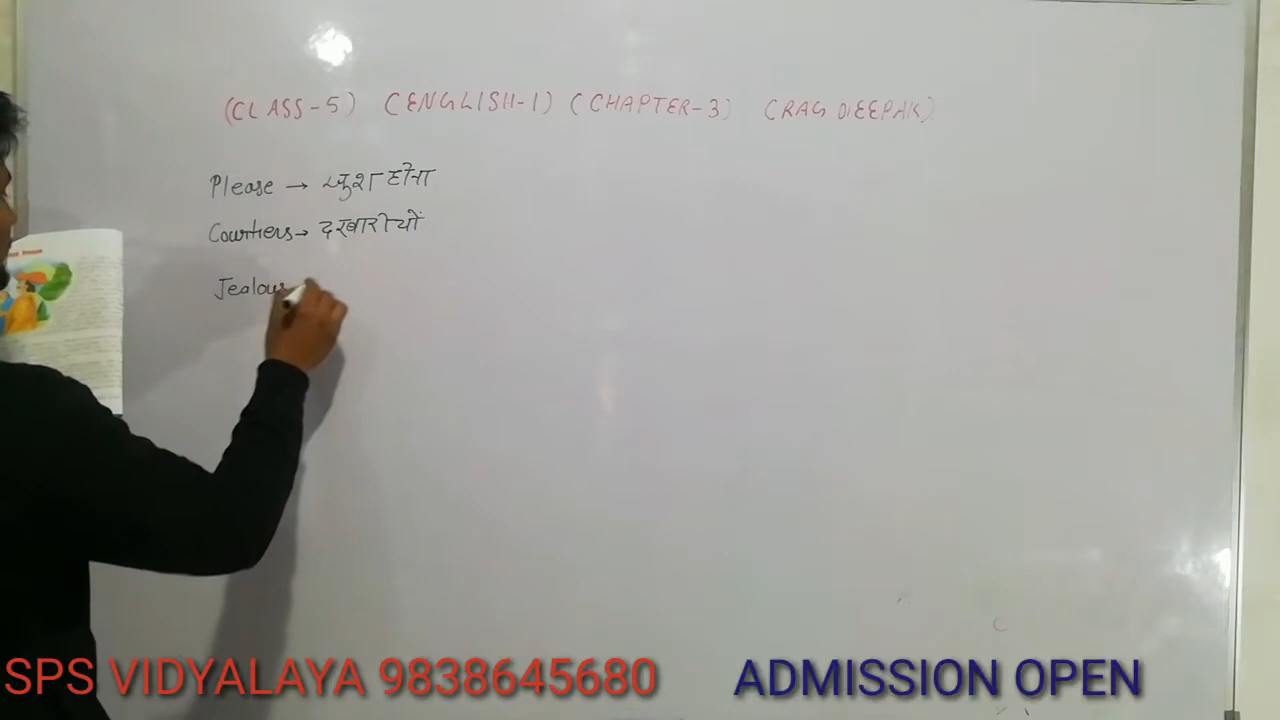 (CLASS-5) (ENGLISH-1) (CHAPTER-3) (RAG DEEPAK)
Please → खुश होना
Courtiers → दरबारीयों
Jealous
SPS VIDYALAYA 9838645680 ADMISSION OPEN